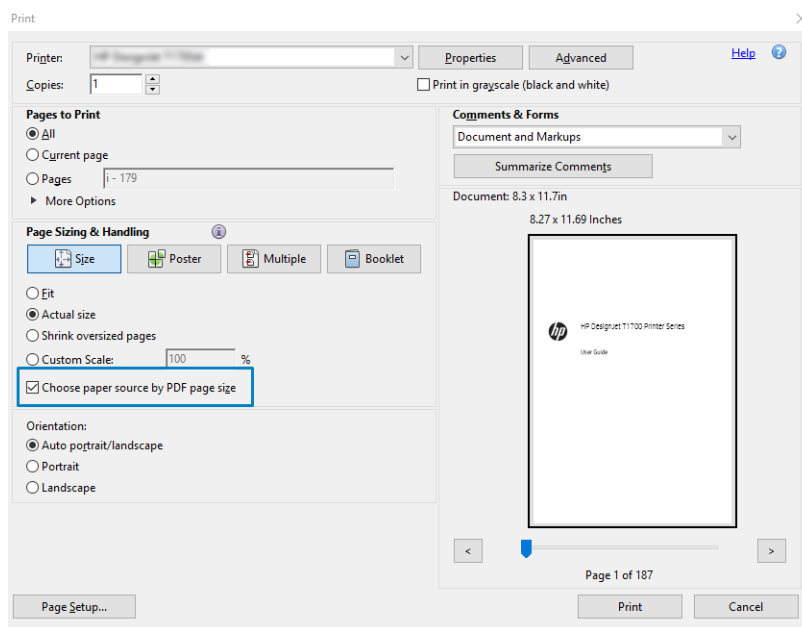 Print
Printer:
Properties
Advanced
Help
?
Copies:
1
Print in grayscale (black and white)
Pages to Print
All
Current page
Pages
i - 179
More Options
Comments & Forms
Document and Markups
Summarize Comments
Page Sizing & Handling
i
Size
Poster
Multiple
Booklet
Fit
Actual size
Shrink oversized pages
Custom Scale:
100
%
Choose paper source by PDF page size
Orientation:
Auto portrait/landscape
Portrait
Landscape
Document: 8.3 x 11.7in
8.27 x 11.69 Inches
hp
HP DesignJet T1700 Printer Series
User Guide
<
>
Page 1 of 187
Page Setup...
Print
Cancel